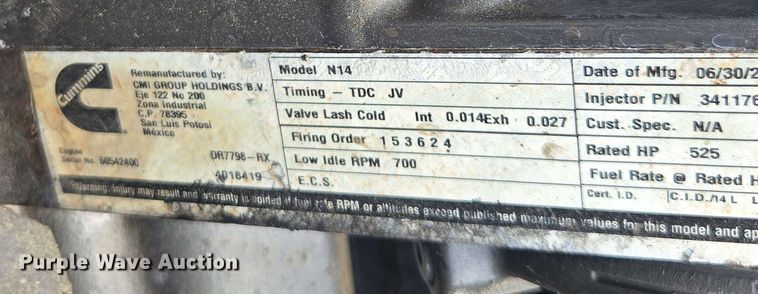 Cummins
Remanufactured by:
CMI GROUP HOLDINGS B.V.
Eje 122 No 200
Zona Industrial
C.P. 78395
San Luis Potosi
México
Engine
Serial No. 60542400
DR7798-RX
4018419
Model N14
Timing - TDC JV
Valve Lash Cold Int 0.014Exh 0.027
Firing Order 1 5 3 6 2 4
Low Idle RPM 700
E.C.S.
Date of Mfg. 06/30/2
Injector P/N 341176
Cust. Spec. N/A
Rated HP 525
Fuel Rate @ Rated H
Cert. I.D. C.I.D./14 L L
Warning: Injury may result and warranty is voided if fuel rate RPM or altitudes exceed published maximum values for this model and ap
Purple Wave Auction